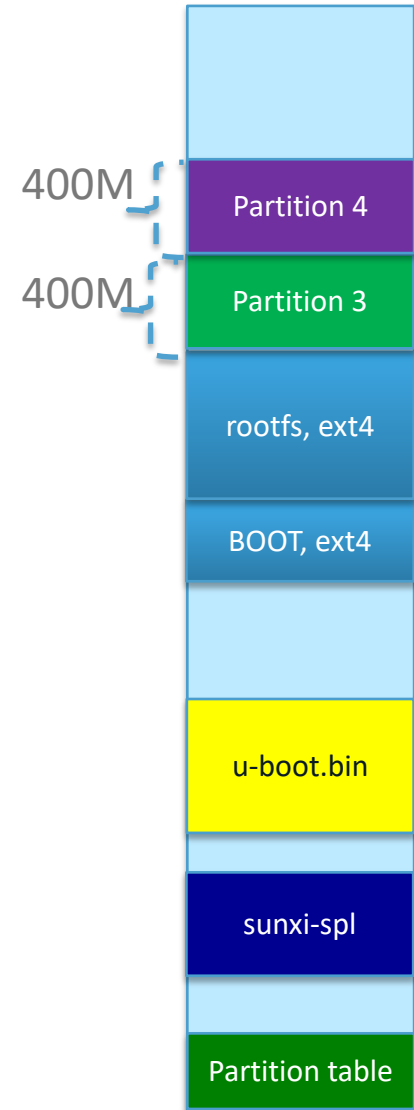 400M
Partition 4
400M
Partition 3
rootfs, ext4
BOOT, ext4
u-boot.bin
sunxi-spl
Partition table